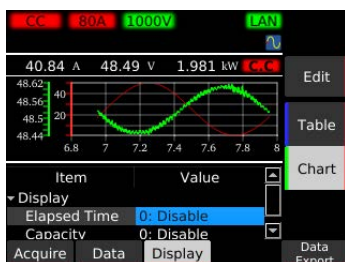 CC 80A 1000V LAN
40.84 A 48.49 V 1.981 kW C.C
48.62
48.56
48.5
48.44
40
20
6.8 7 7.2 7.4 7.6 7.8 8
Edit
Table
Chart
Item Value
Display
Elapsed Time 0: Disable
Capacity 0: Disable
Acquire Data Display
Data
Export